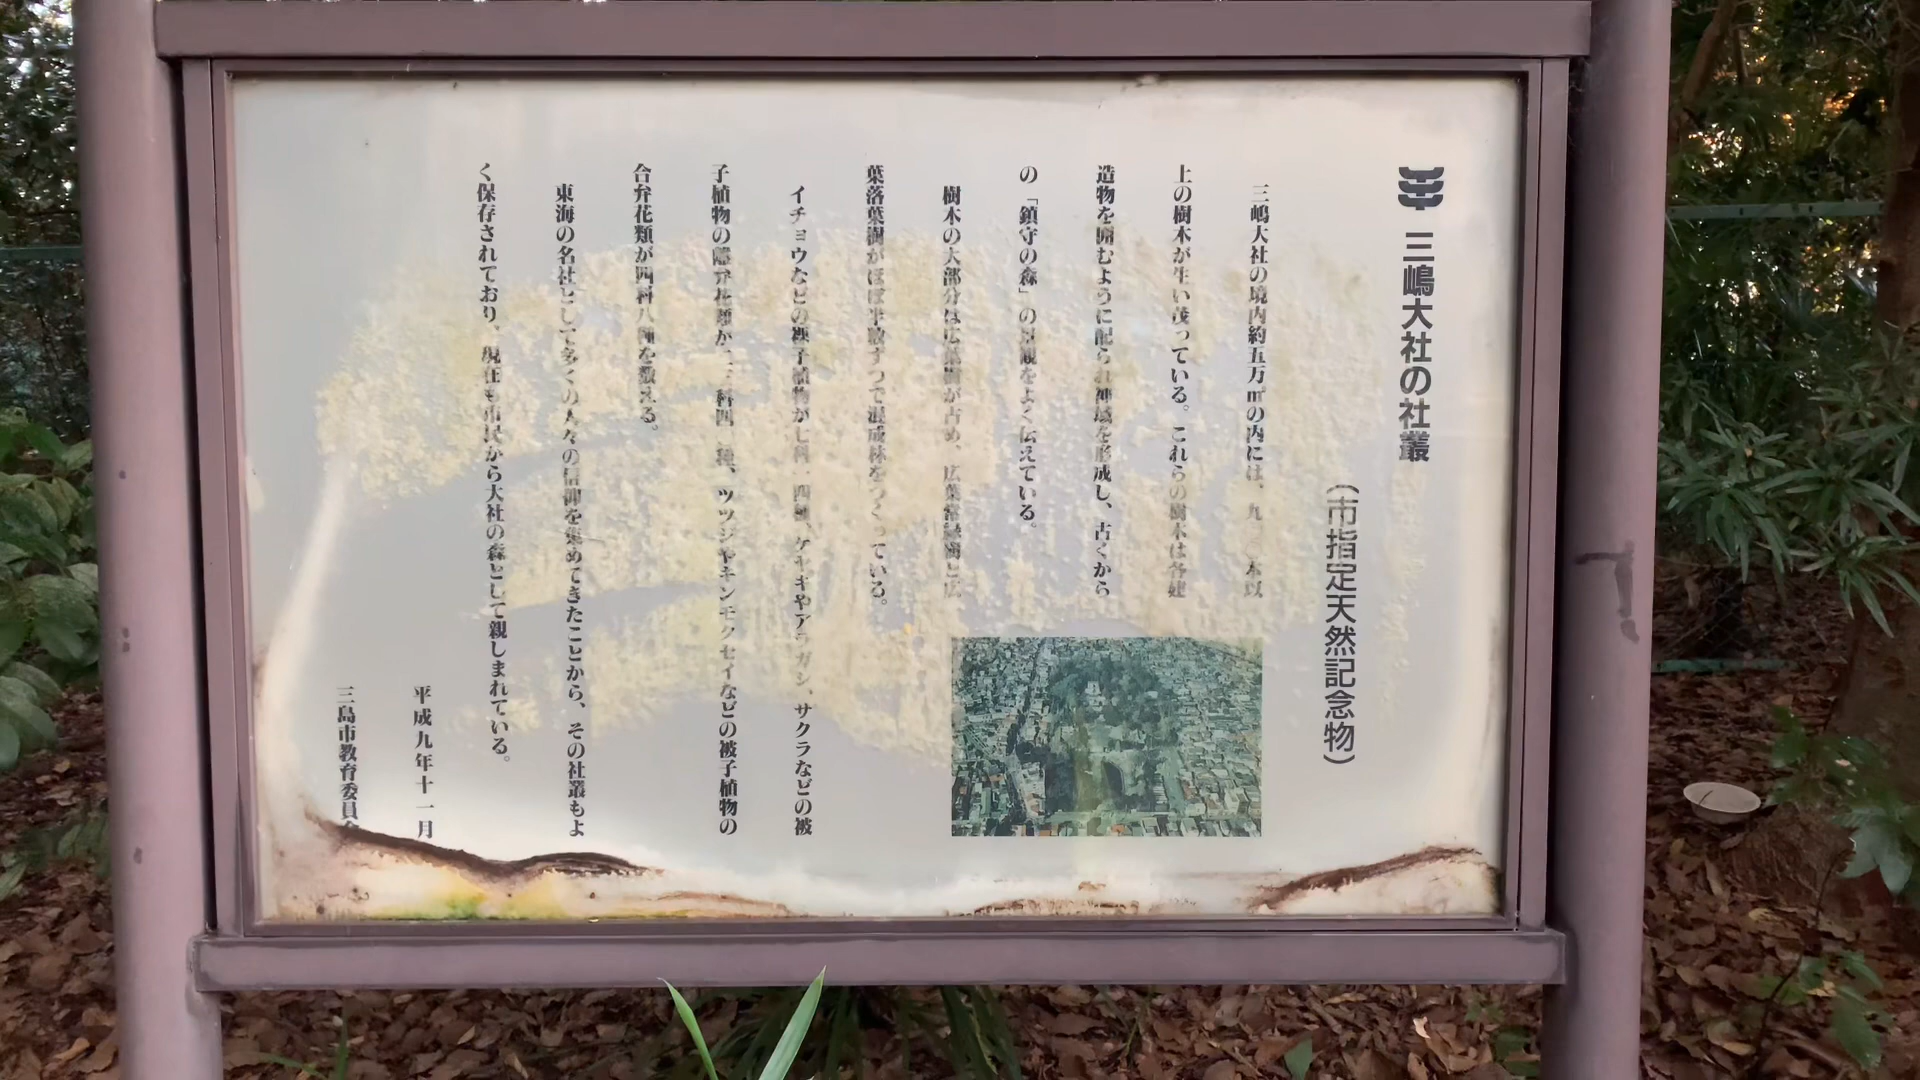 三嶋大社の社叢
(市指定天然記念物)
三嶋大社の境内約五万㎡の内には、九 本以
上の樹木が生い茂っている。これらの樹木は各建
造物を囲むように配られ神域を形成し、古くから
の「鎮守の森」の景観をよく伝えている。
樹木の大部分は広葉樹が占め、広葉常緑樹と広
葉落葉樹がほぼ半数ずつで混成林をつくっている。
イチョウなどの裸子植物が七科 四種、ケヤキやアラガシ、サクラなどの被
子植物の離弁花類が 科四 種、ツツジやキンモクセイなどの被子植物の
合弁花類が四科八種を数える。
東海の名社として多くの人々の信仰を集めてきたことから、その社叢もよ
く保存されており、現在も市民から大社の森として親しまれている。
平成九年十一月
三島市教育委員会